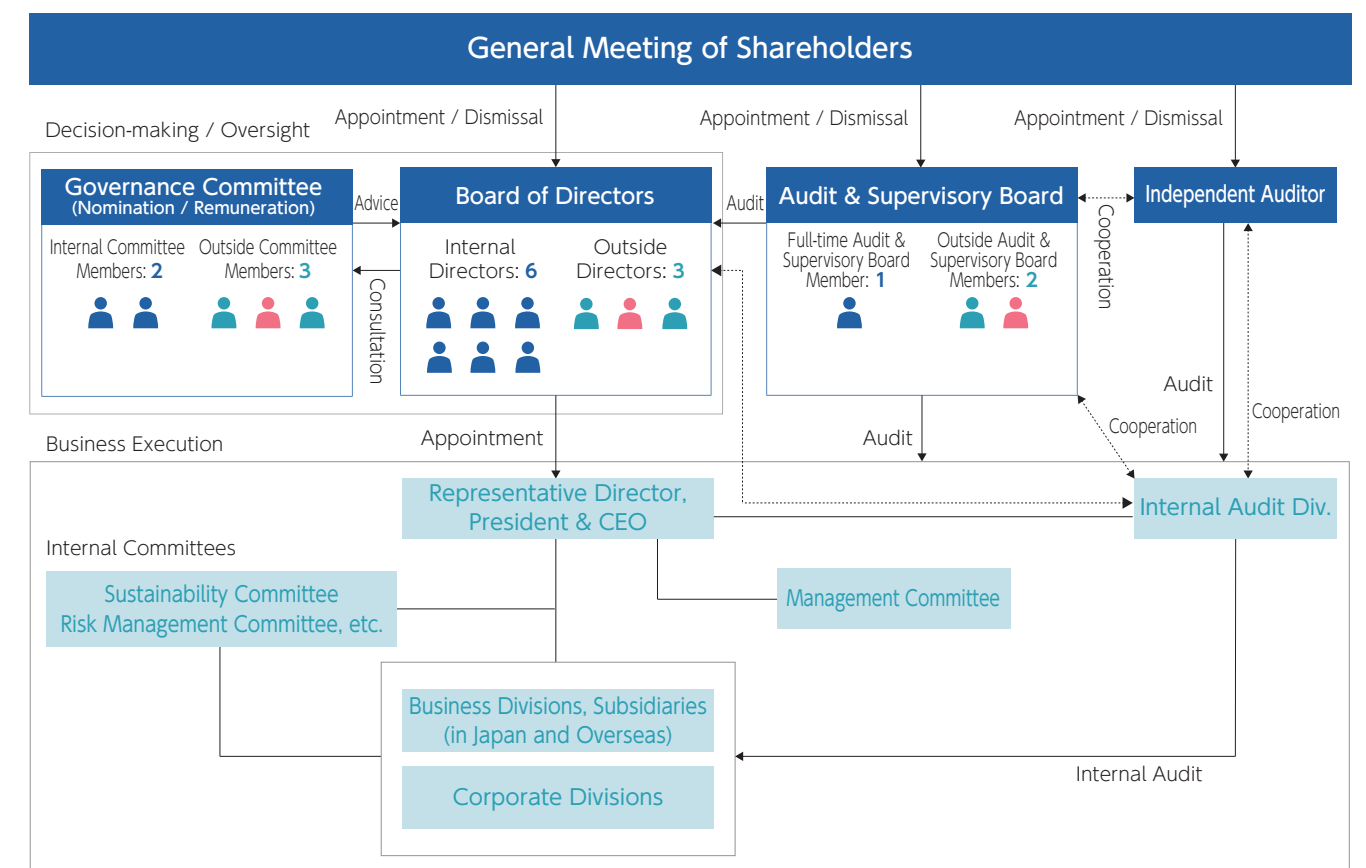 General Meeting of Shareholders
Appointment / Dismissal
Appointment / Dismissal
Appointment / Dismissal
Decision-making / Oversight
Governance Committee
(Nomination / Remuneration)
Internal Committee
Members: 2
Outside Committee
Members: 3
Advice
Consultation
Board of Directors
Internal
Directors: 6
Outside
Directors: 3
Audit
Audit & Supervisory Board
Full-time Audit &
Supervisory Board
Member: 1
Outside Audit &
Supervisory Board
Members: 2
Cooperation
Independent Auditor
Audit
Cooperation
Cooperation
Business Execution
Appointment
Audit
Representative Director,
President & CEO
Internal Audit Div.
Internal Committees
Sustainability Committee
Risk Management Committee, etc.
Management Committee
Business Divisions, Subsidiaries
(in Japan and Overseas)
Corporate Divisions
Internal Audit